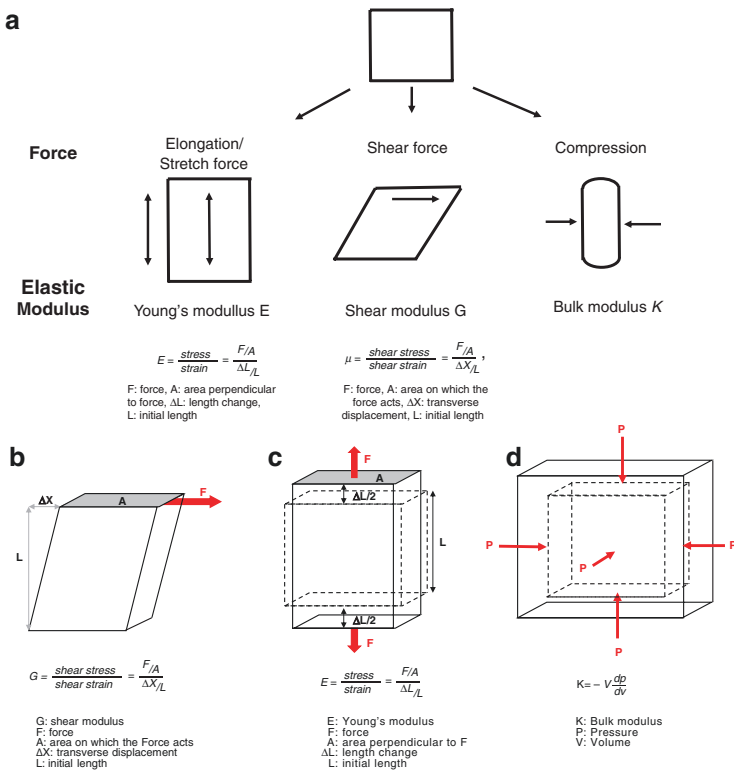 a
Force
Elongation/
Stretch force
Shear force
Compression
Elastic
Modulus
Young's modullus E
Shear modulus G
Bulk modulus K
E = stress/strain = F/A / ΔL/L
μ = shear stress/shear strain = F/A / ΔX/L ,
F: force, A: area perpendicular
to force, ΔL: length change,
L: initial length
F: force, A: area on which the
force acts, ΔX: transverse
displacement, L: initial length
b
ΔX
A
F
L
G = shear stress/shear strain = F/A / ΔX/L
G: shear modulus
F: force
A: area on which the Force acts
ΔX: transverse displacement
L: initial length
c
F
A
ΔL/2
L
ΔL/2
F
E = stress/strain = F/A / ΔL/L
E: Young's modulus
F: force
A: area perpendicular to F
ΔL: length change
L: initial length
d
P
P
P
P
P
K= – V dp/dv
K: Bulk modulus
P: Pressure
V: Volume